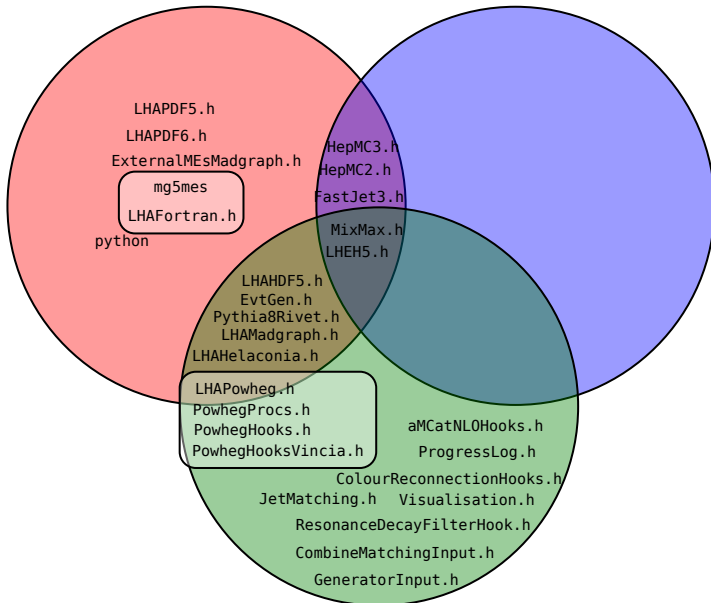 LHAPDF5.h
LHAPDF6.h
ExternalMEsMadgraph.h
mg5mes
LHAFortran.h
python
HepMC3.h
HepMC2.h
FastJet3.h
MixMax.h
LHEH5.h
LHAHDF5.h
EvtGen.h
Pythia8Rivet.h
LHAMadgraph.h
LHAHelaconia.h
LHAPowheg.h
PowhegProcs.h
PowhegHooks.h
PowhegHooksVincia.h
aMCatNLOHooks.h
ProgressLog.h
ColourReconnectionHooks.h
JetMatching.h Visualisation.h
ResonanceDecayFilterHook.h
CombineMatchingInput.h
GeneratorInput.h